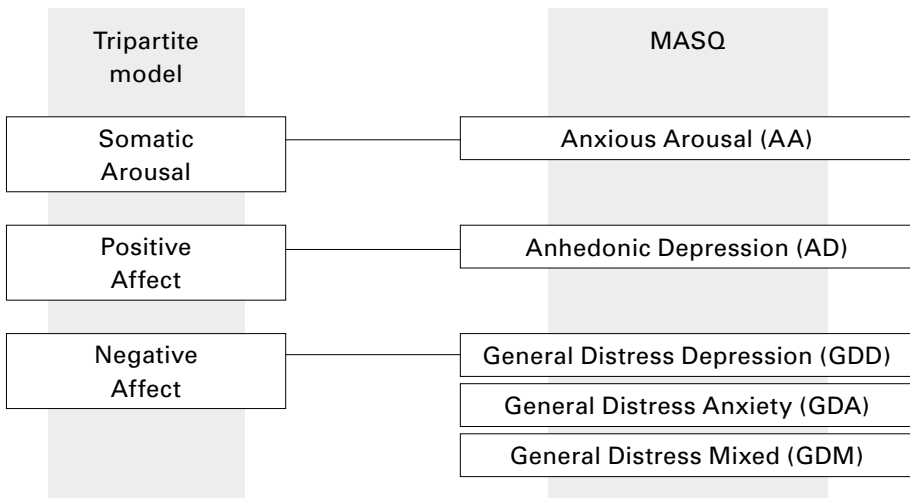 Tripartite
model
MASQ
Somatic
Arousal
Anxious Arousal (AA)
Positive
Affect
Anhedonic Depression (AD)
Negative
Affect
General Distress Depression (GDD)
General Distress Anxiety (GDA)
General Distress Mixed (GDM)